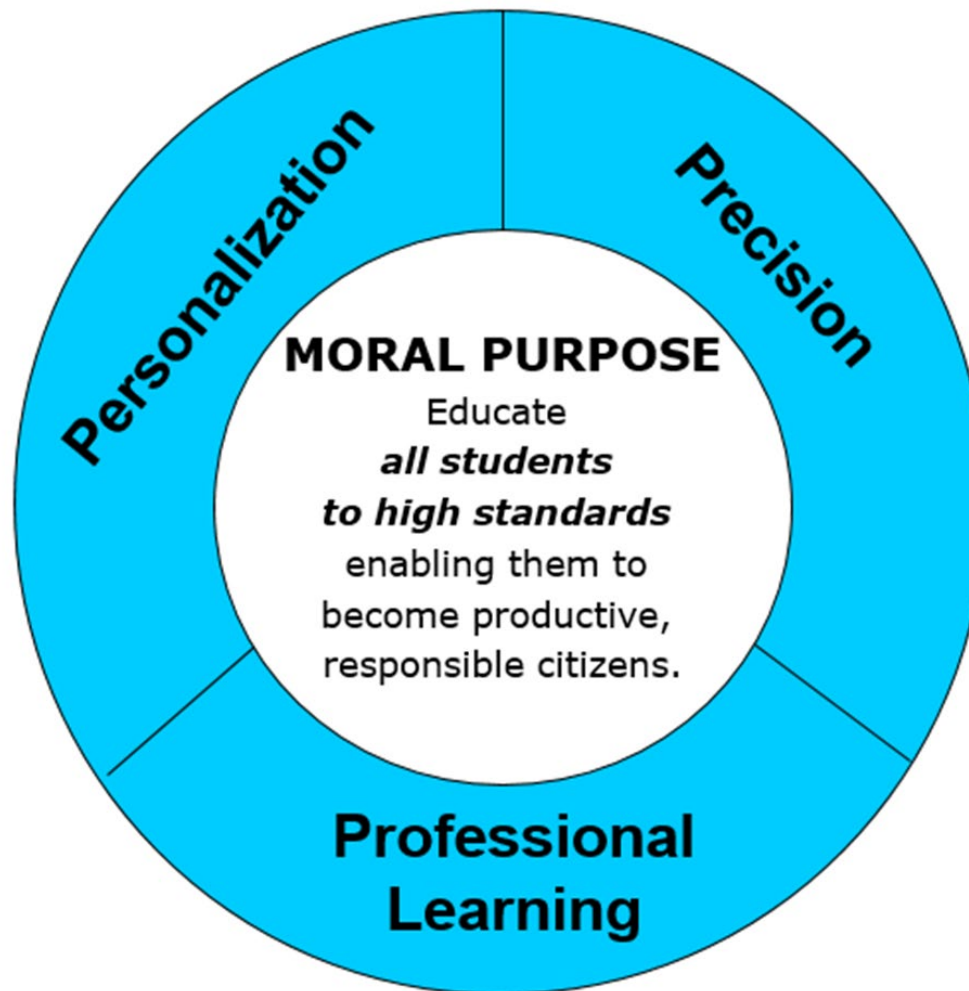 Personalization
Precision
MORAL PURPOSE
Educate
all students
to high standards
enabling them to
become productive,
responsible citizens.
Professional
Learning